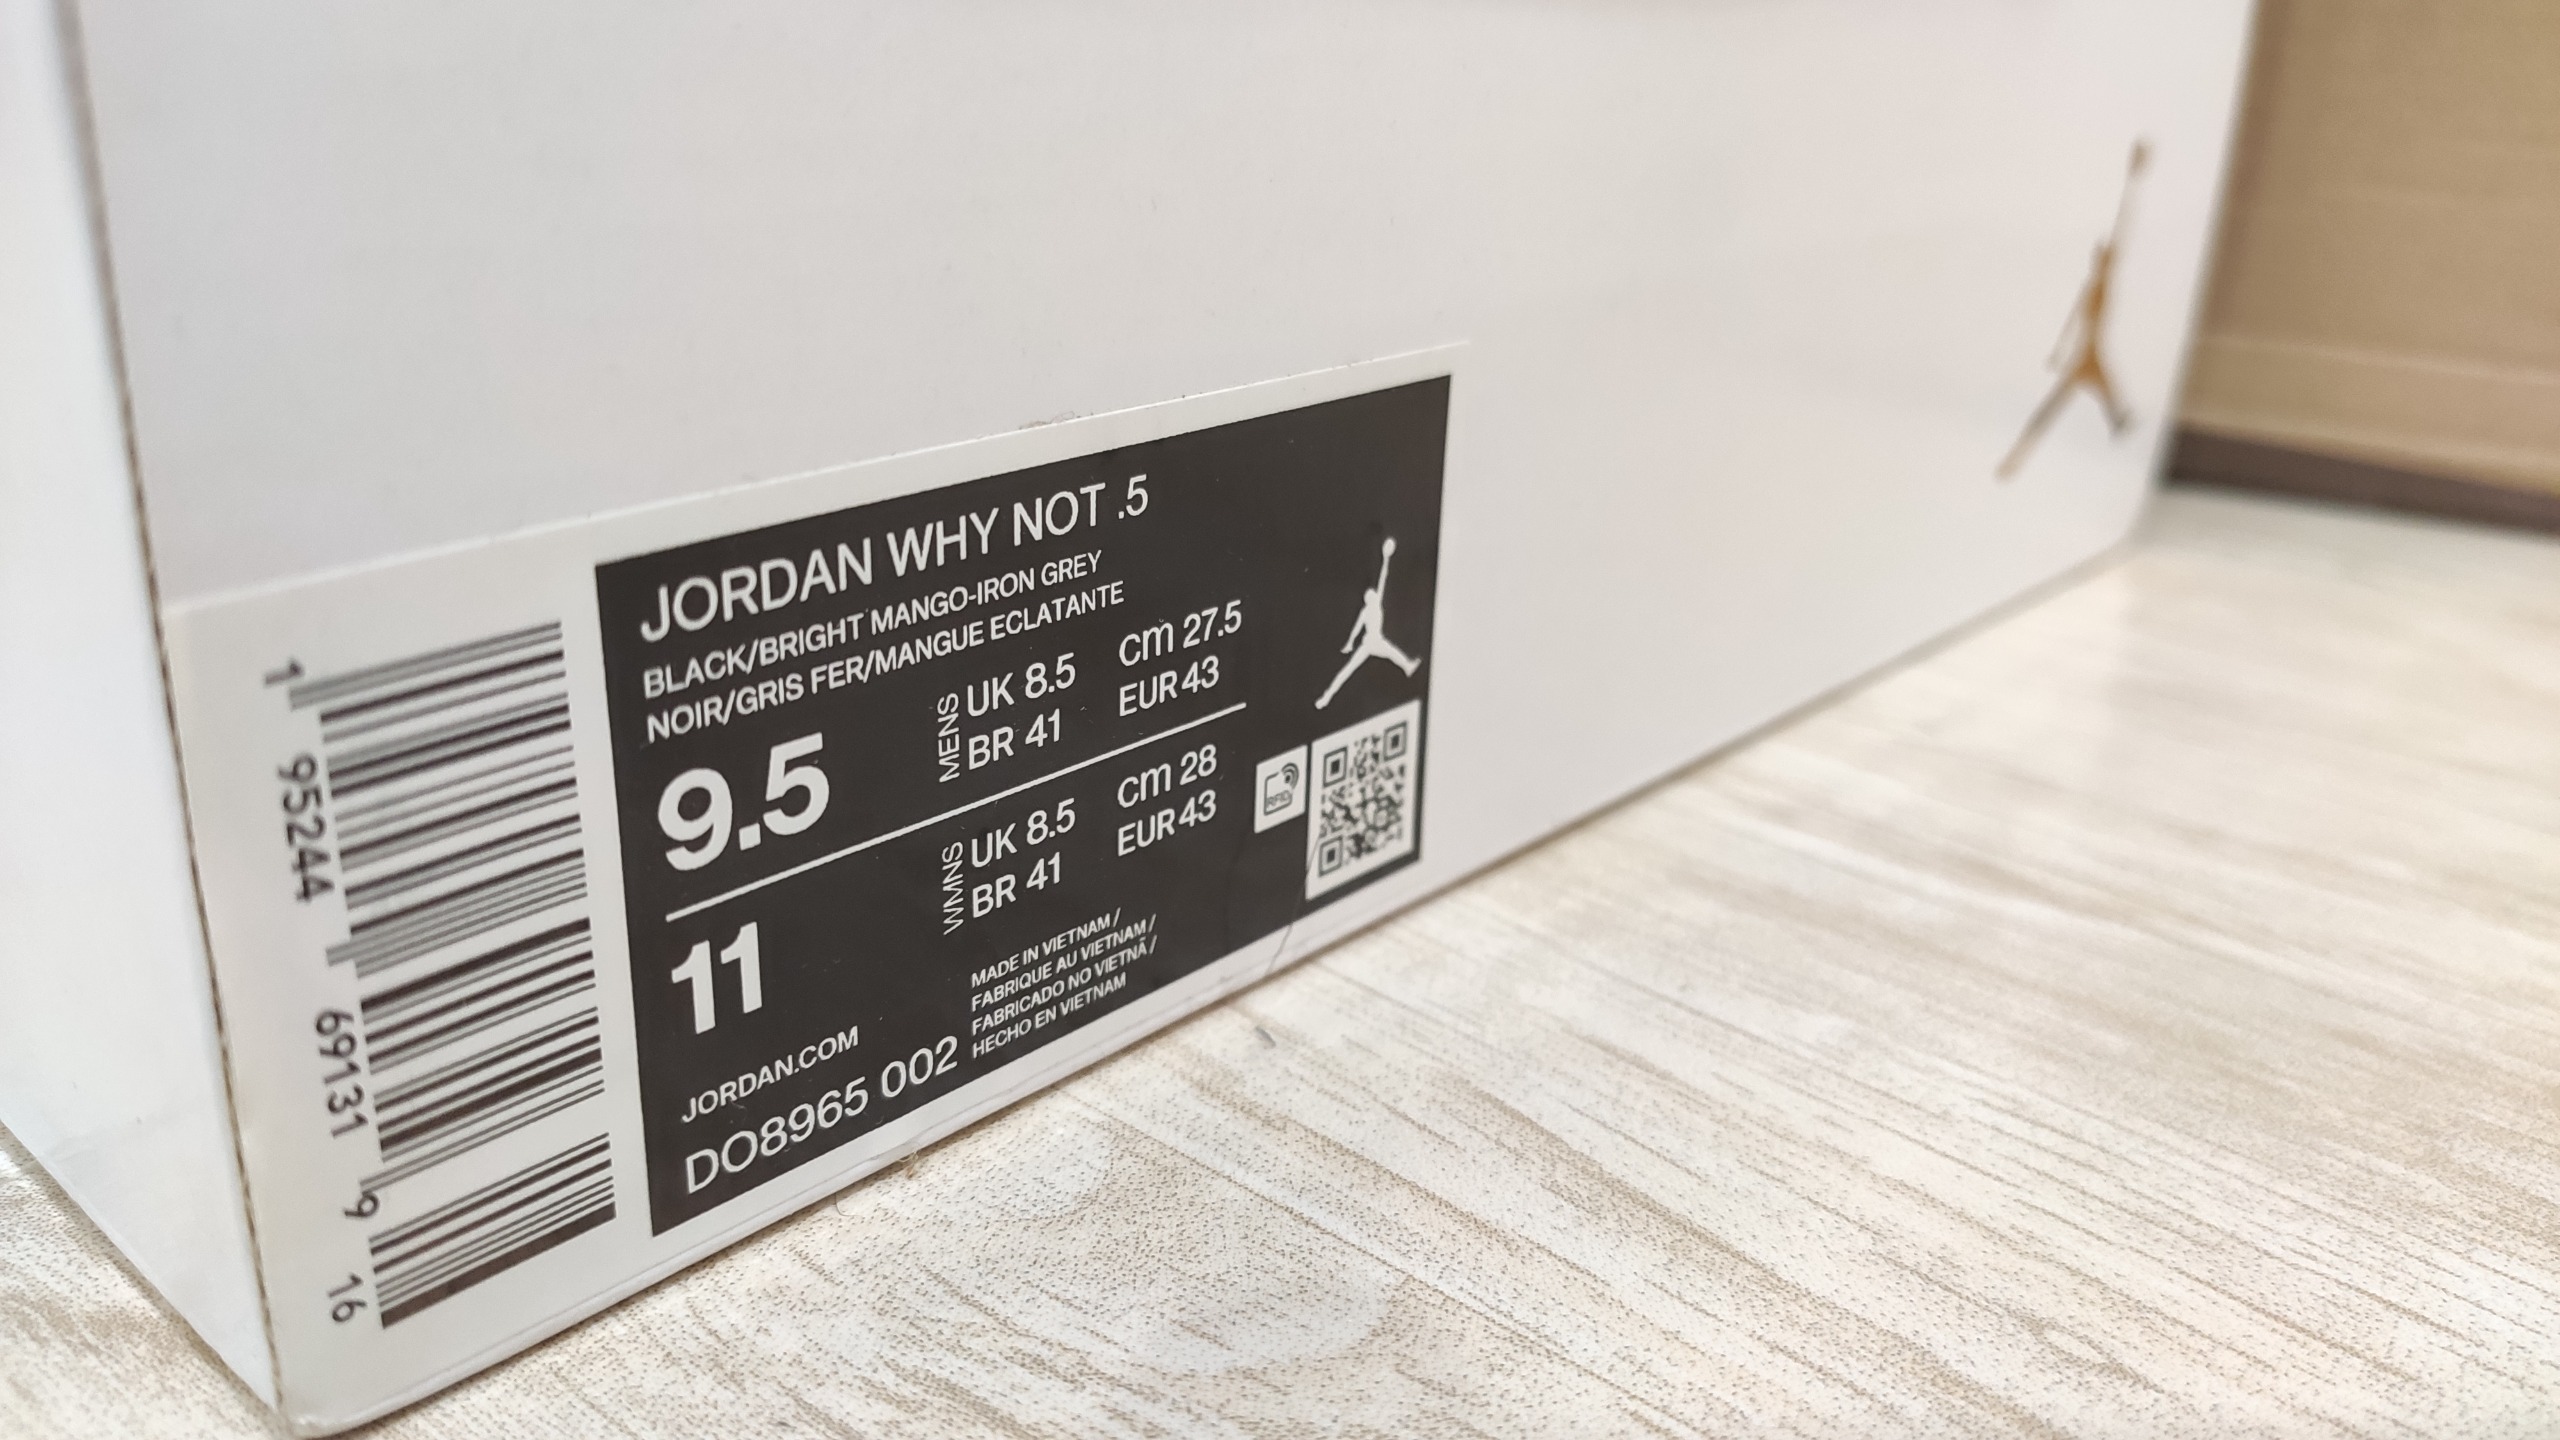 JORDAN WHY NOT .5
BLACK/BRIGHT MANGO-IRON GREY
NOIR/GRIS FER/MANGUE ECLATANTE
9.5
MENS
UK 8.5
cm 27.5
BR 41
EUR 43
11
WMNS
UK 8.5
cm 28
BR 41
EUR 43
RFID
MADE IN VIETNAM /
FABRIQUE AU VIETNAM /
FABRICADO NO VIETNÃ /
HECHO EN VIETNAM
JORDAN.COM
DO8965 002
1 95244 69131 9 16